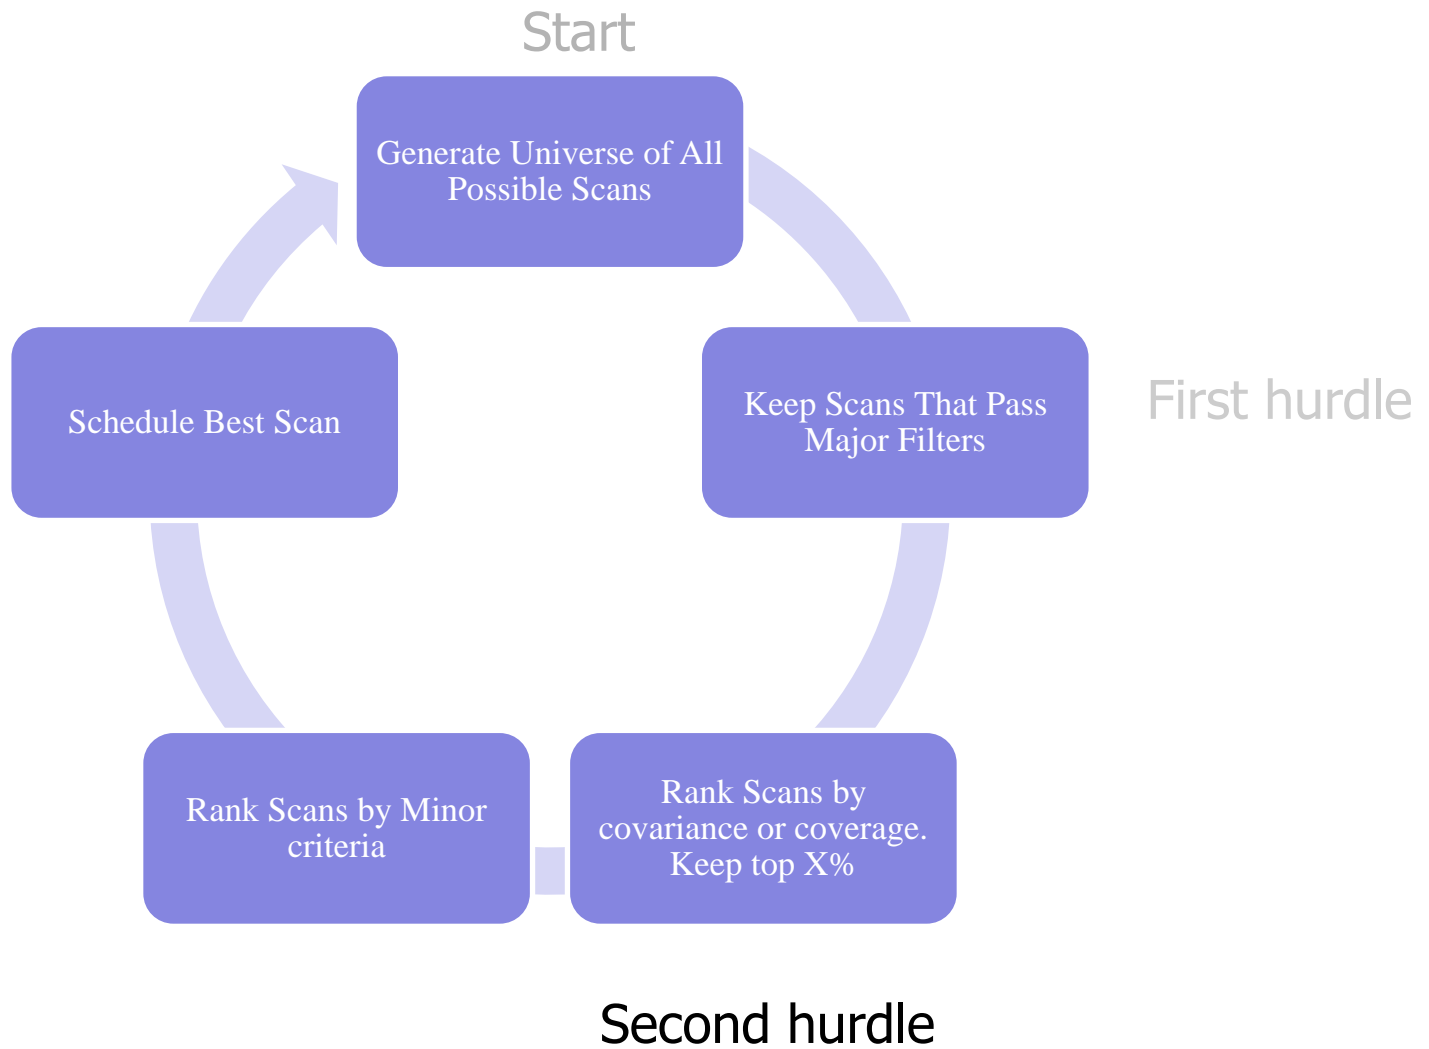 Start
Generate Universe of All
Possible Scans
Keep Scans That Pass
Major Filters
First hurdle
Rank Scans by
covariance or coverage.
Keep top X%
Second hurdle
Rank Scans by Minor
criteria
Schedule Best Scan